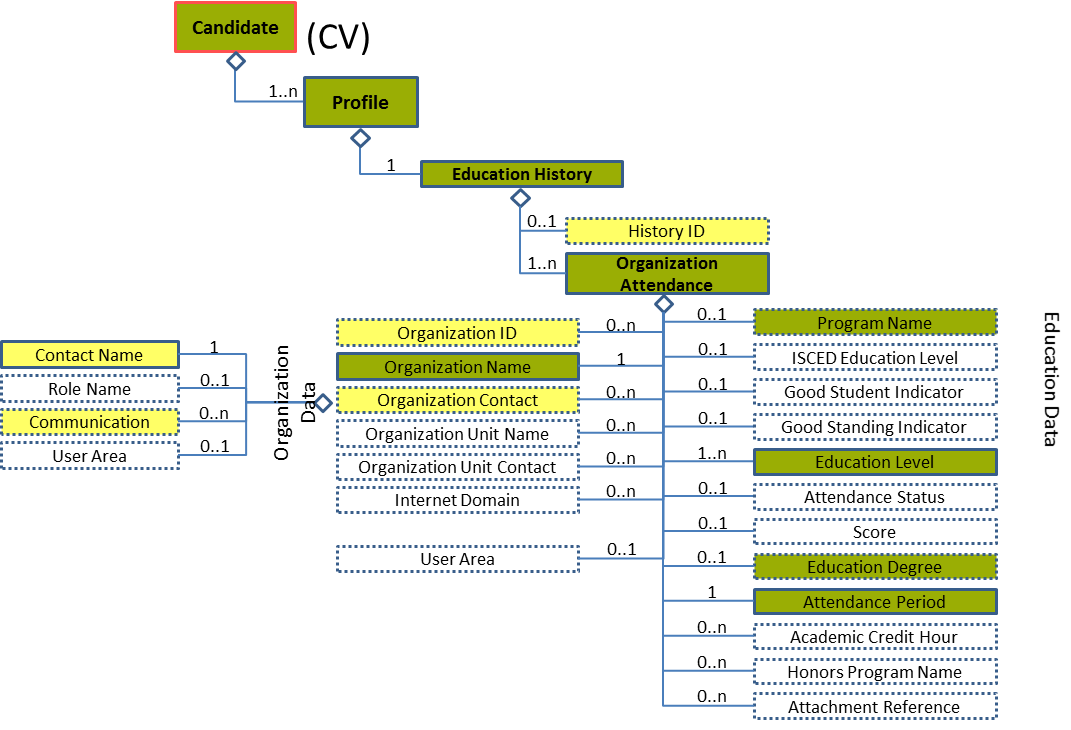 Candidate
(CV)
1..n
Profile
1
Education History
0..1
History ID
1..n
Organization
Attendance
Contact Name
1
Role Name
0..1
Communication
0..n
User Area
0..1
Organization
Data
Organization ID
0..n
Organization Name
1
Organization Contact
0..n
Organization Unit Name
0..n
Organization Unit Contact
0..n
Internet Domain
0..n
User Area
0..1
0..1
Program Name
0..1
ISCED Education Level
0..1
Good Student Indicator
0..1
Good Standing Indicator
1..n
Education Level
0..1
Attendance Status
0..1
Score
0..1
Education Degree
1
Attendance Period
0..n
Academic Credit Hour
0..n
Honors Program Name
0..n
Attachment Reference
Education Data